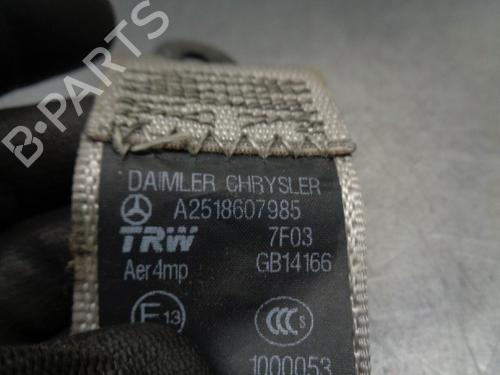 B-PARTS
DAIMLER CHRYSLER
A2518607985
TRW 7F03
Aer4mp GB14166
E13 CCC S
1000053